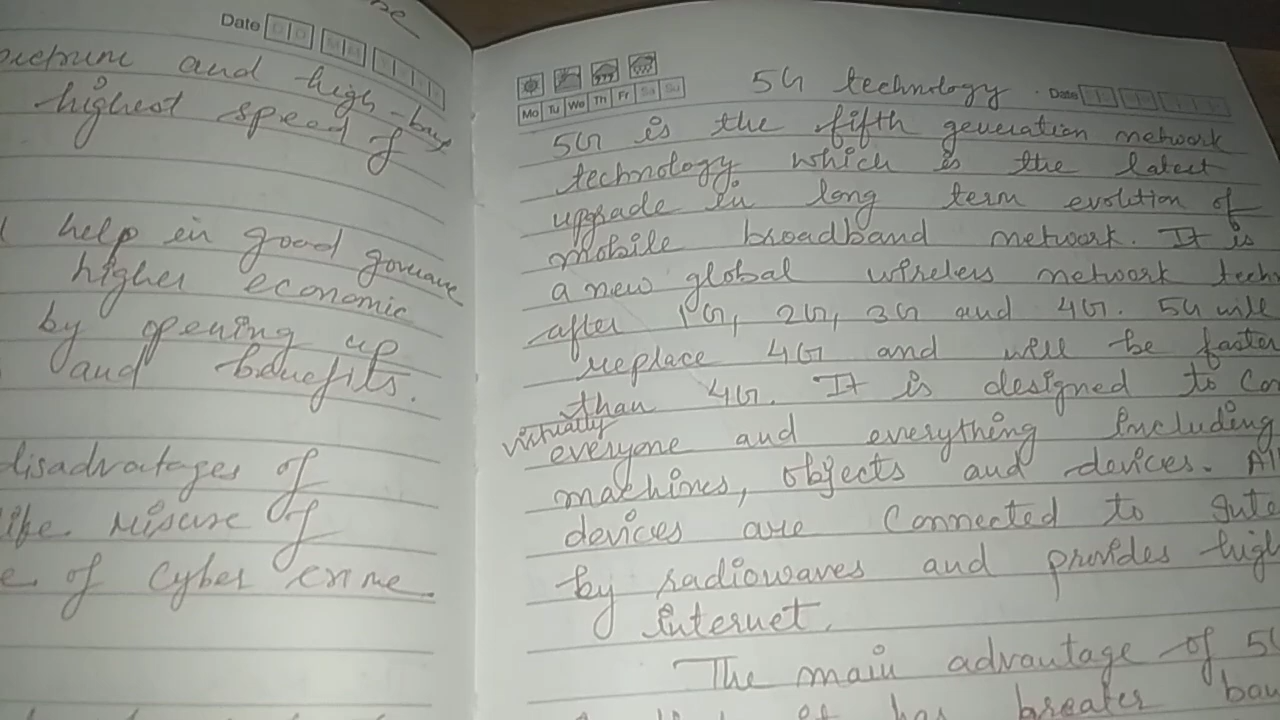 Date
and high
highest speed of
help in good
higher economic
by opening up
and benefits.
disadvantages of
life. Misuse of
of Cyber crime.
Mo Tu We Th Fr Sa Su
5G technology
Date
5G is the fifth generation network
technology which is the latest
upgrade in long term evolution of
mobile broadband network. It is
a new global wireless network tech
after 1G, 2G, 3G and 4G. 5G will
replace 4G and will be faster
than 4G. It is designed to Con
virtually
everyone and everything including
machines, objects and devices. All
devices are Connected to Inte
by radiowaves and provides high
internet.
The main advantage of 5G
has breater